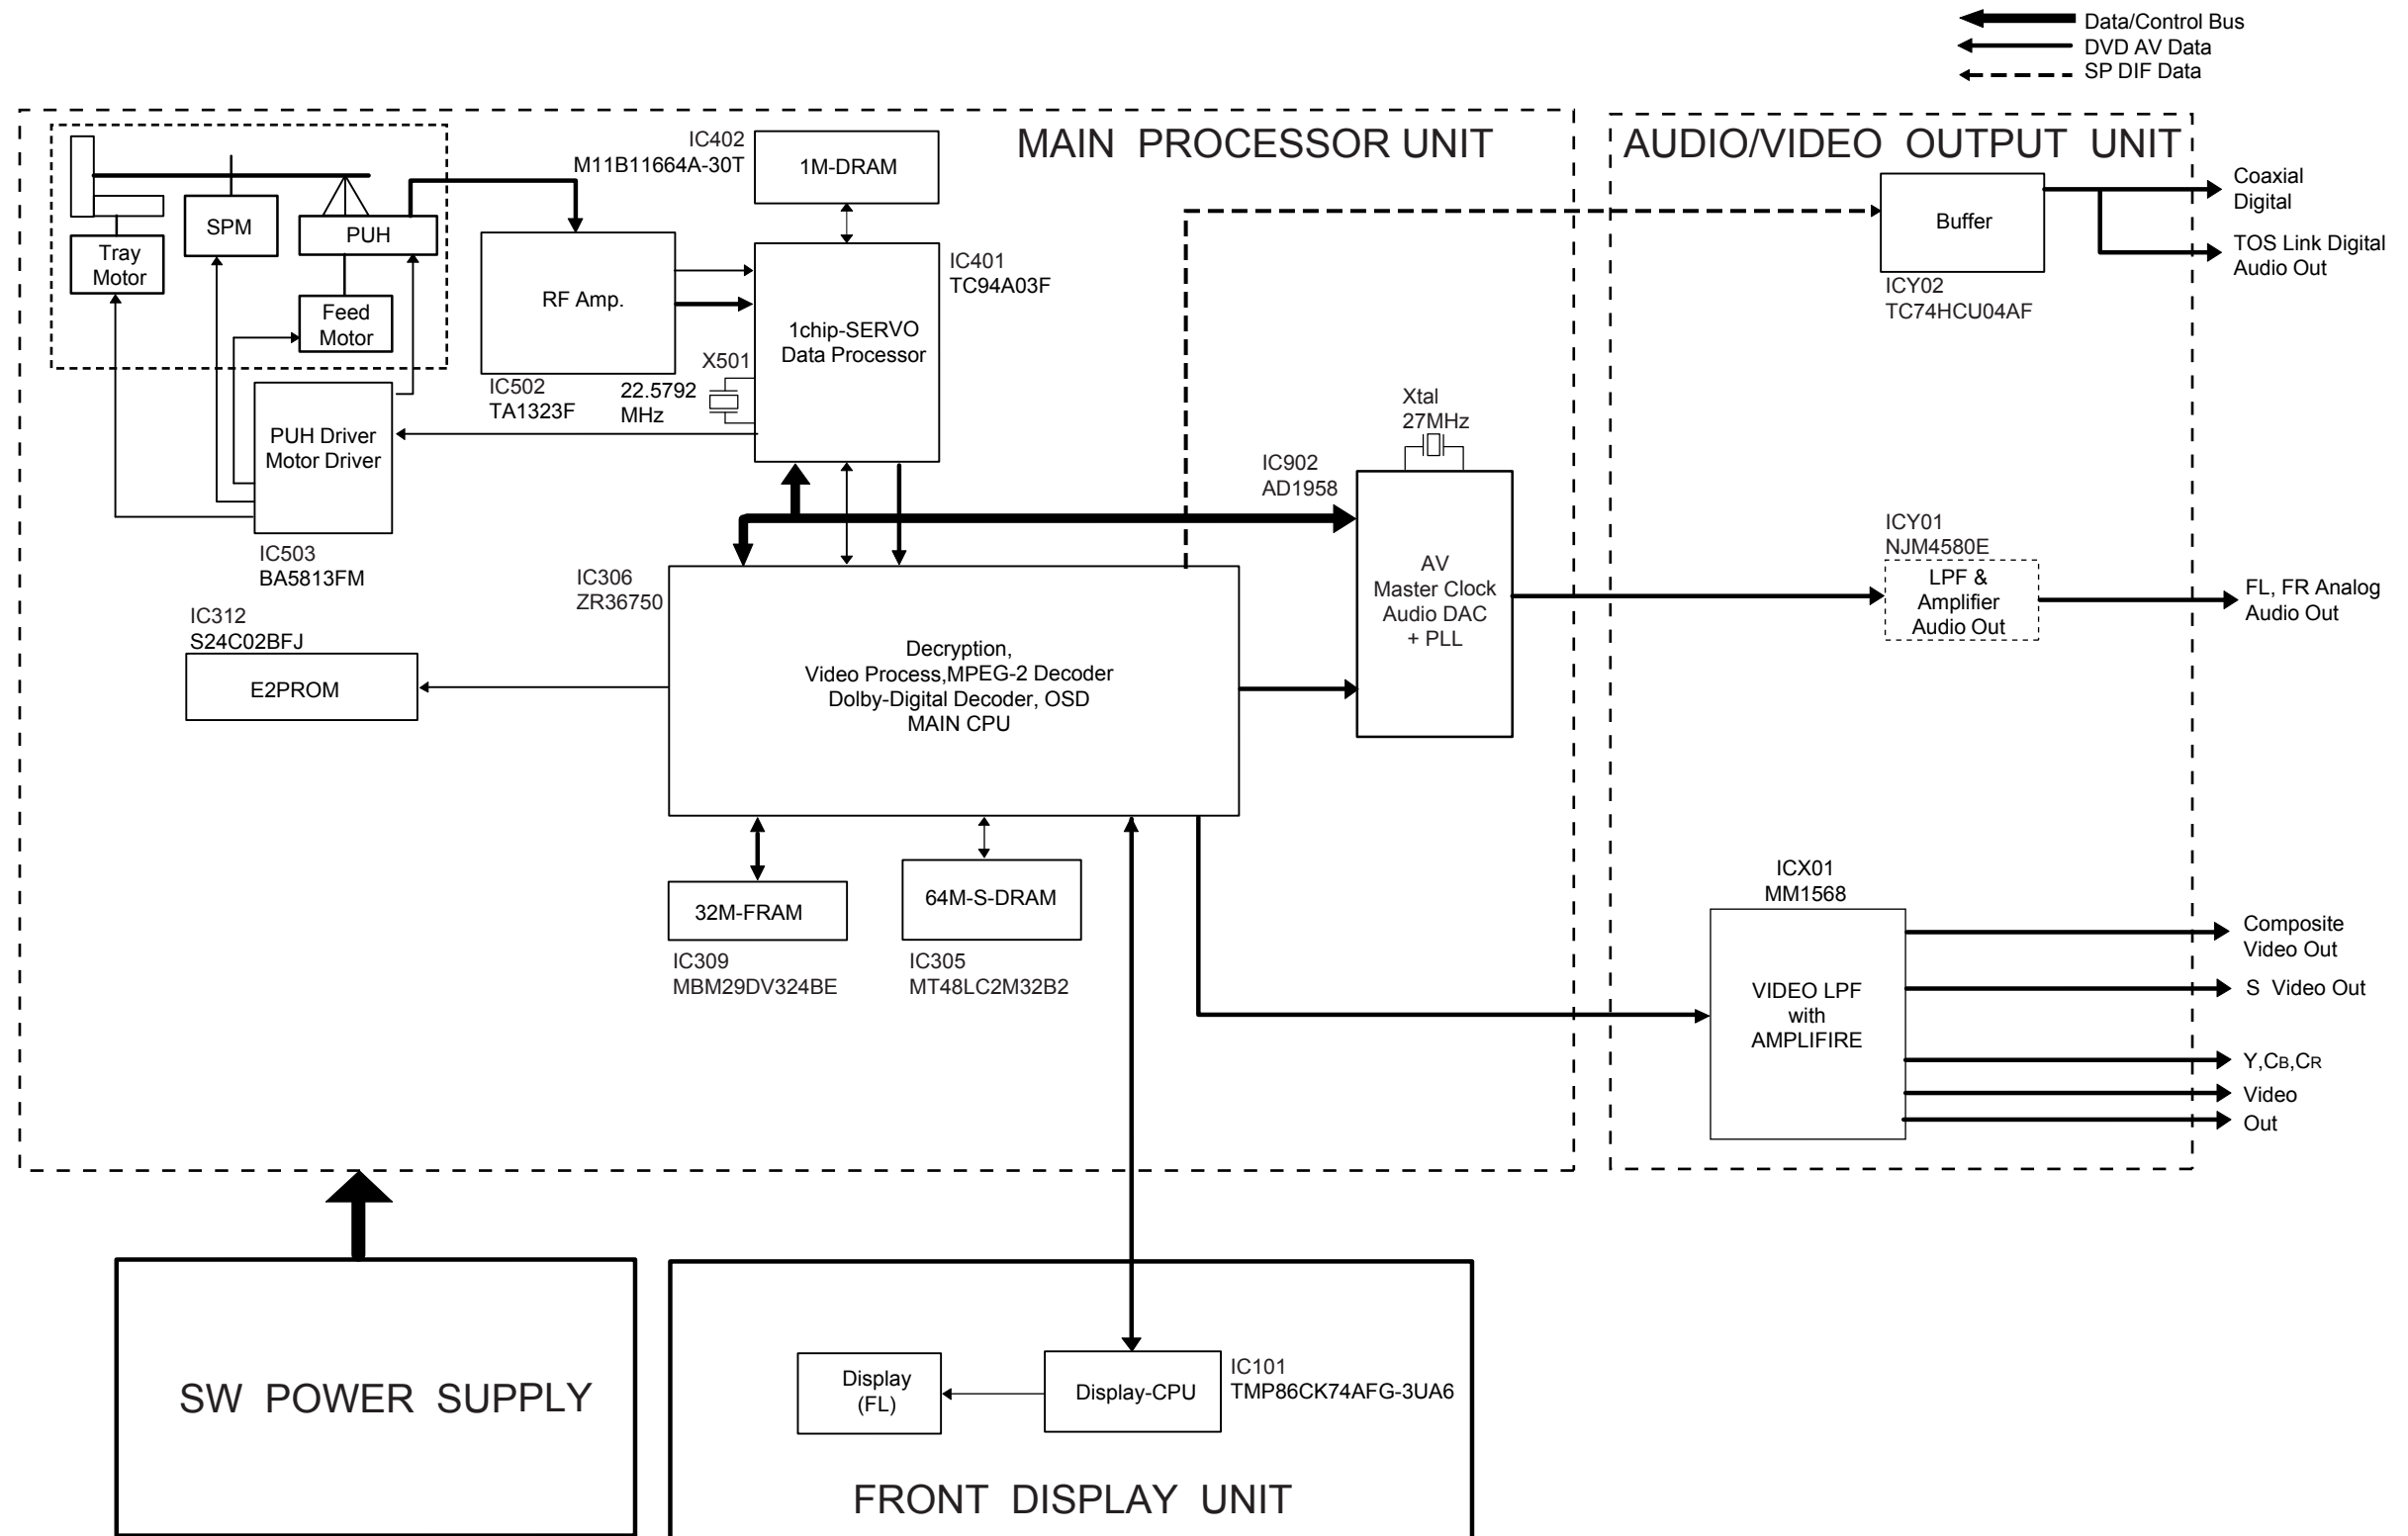 Data/Control Bus
DVD AV Data
SP DIF Data
MAIN PROCESSOR UNIT
AUDIO/VIDEO OUTPUT UNIT
IC402
M11B11664A-30T
1M-DRAM
SPM
PUH
Tray
Motor
Feed
Motor
RF Amp.
IC502
TA1323F
IC401
TC94A03F
1chip-SERVO
Data Processor
X501
22.5792
MHz
PUH Driver
Motor Driver
IC503
BA5813FM
Buffer
ICY02
TC74HCU04AF
Coaxial
Digital
TOS Link Digital
Audio Out
Xtal
27MHz
IC902
AD1958
AV
Master Clock
Audio DAC
+ PLL
ICY01
NJM4580E
LPF &
Amplifier
Audio Out
FL, FR Analog
Audio Out
IC306
ZR36750
IC312
S24C02BFJ
E2PROM
Decryption,
Video Process,MPEG-2 Decoder
Dolby-Digital Decoder, OSD
MAIN CPU
32M-FRAM
IC309
MBM29DV324BE
64M-S-DRAM
IC305
MT48LC2M32B2
ICX01
MM1568
VIDEO LPF
with
AMPLIFIRE
Composite
Video Out
S Video Out
Y,CB,CR
Video
Out
SW POWER SUPPLY
Display
(FL)
Display-CPU
IC101
TMP86CK74AFG-3UA6
FRONT DISPLAY UNIT